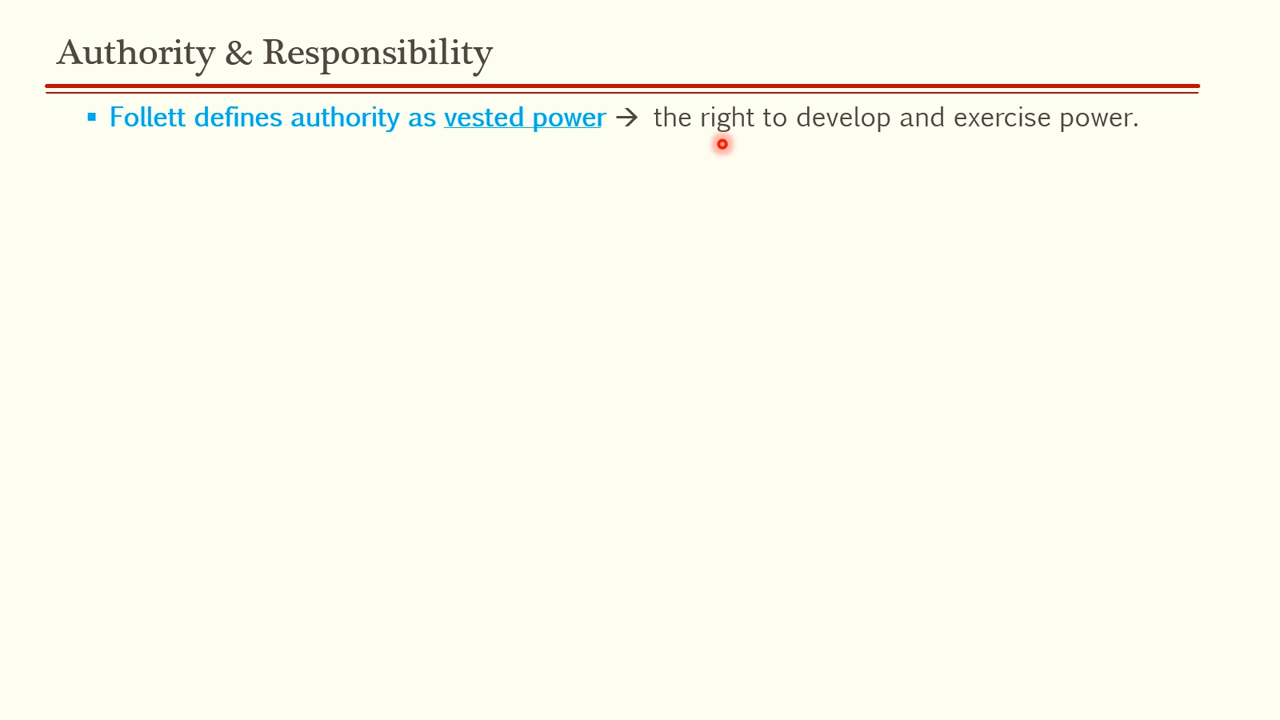 Authority & Responsibility
▪ Follett defines authority as vested power → the right to develop and exercise power.